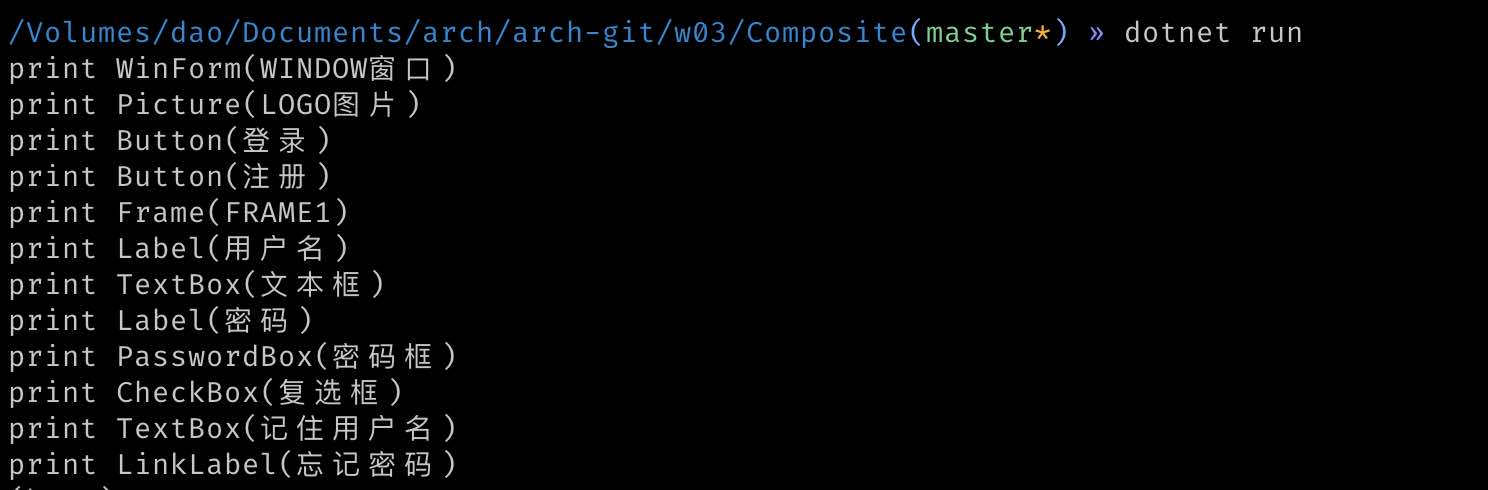 /Volumes/dao/Documents/arch/arch-git/w03/Composite(master*) » dotnet run
print WinForm(WINDOW窗口)
print Picture(LOGO图片)
print Button(登录)
print Button(注册)
print Frame(FRAME1)
print Label(用户名)
print TextBox(文本框)
print Label(密码)
print PasswordBox(密码框)
print CheckBox(复选框)
print TextBox(记住用户名)
print LinkLabel(忘记密码)